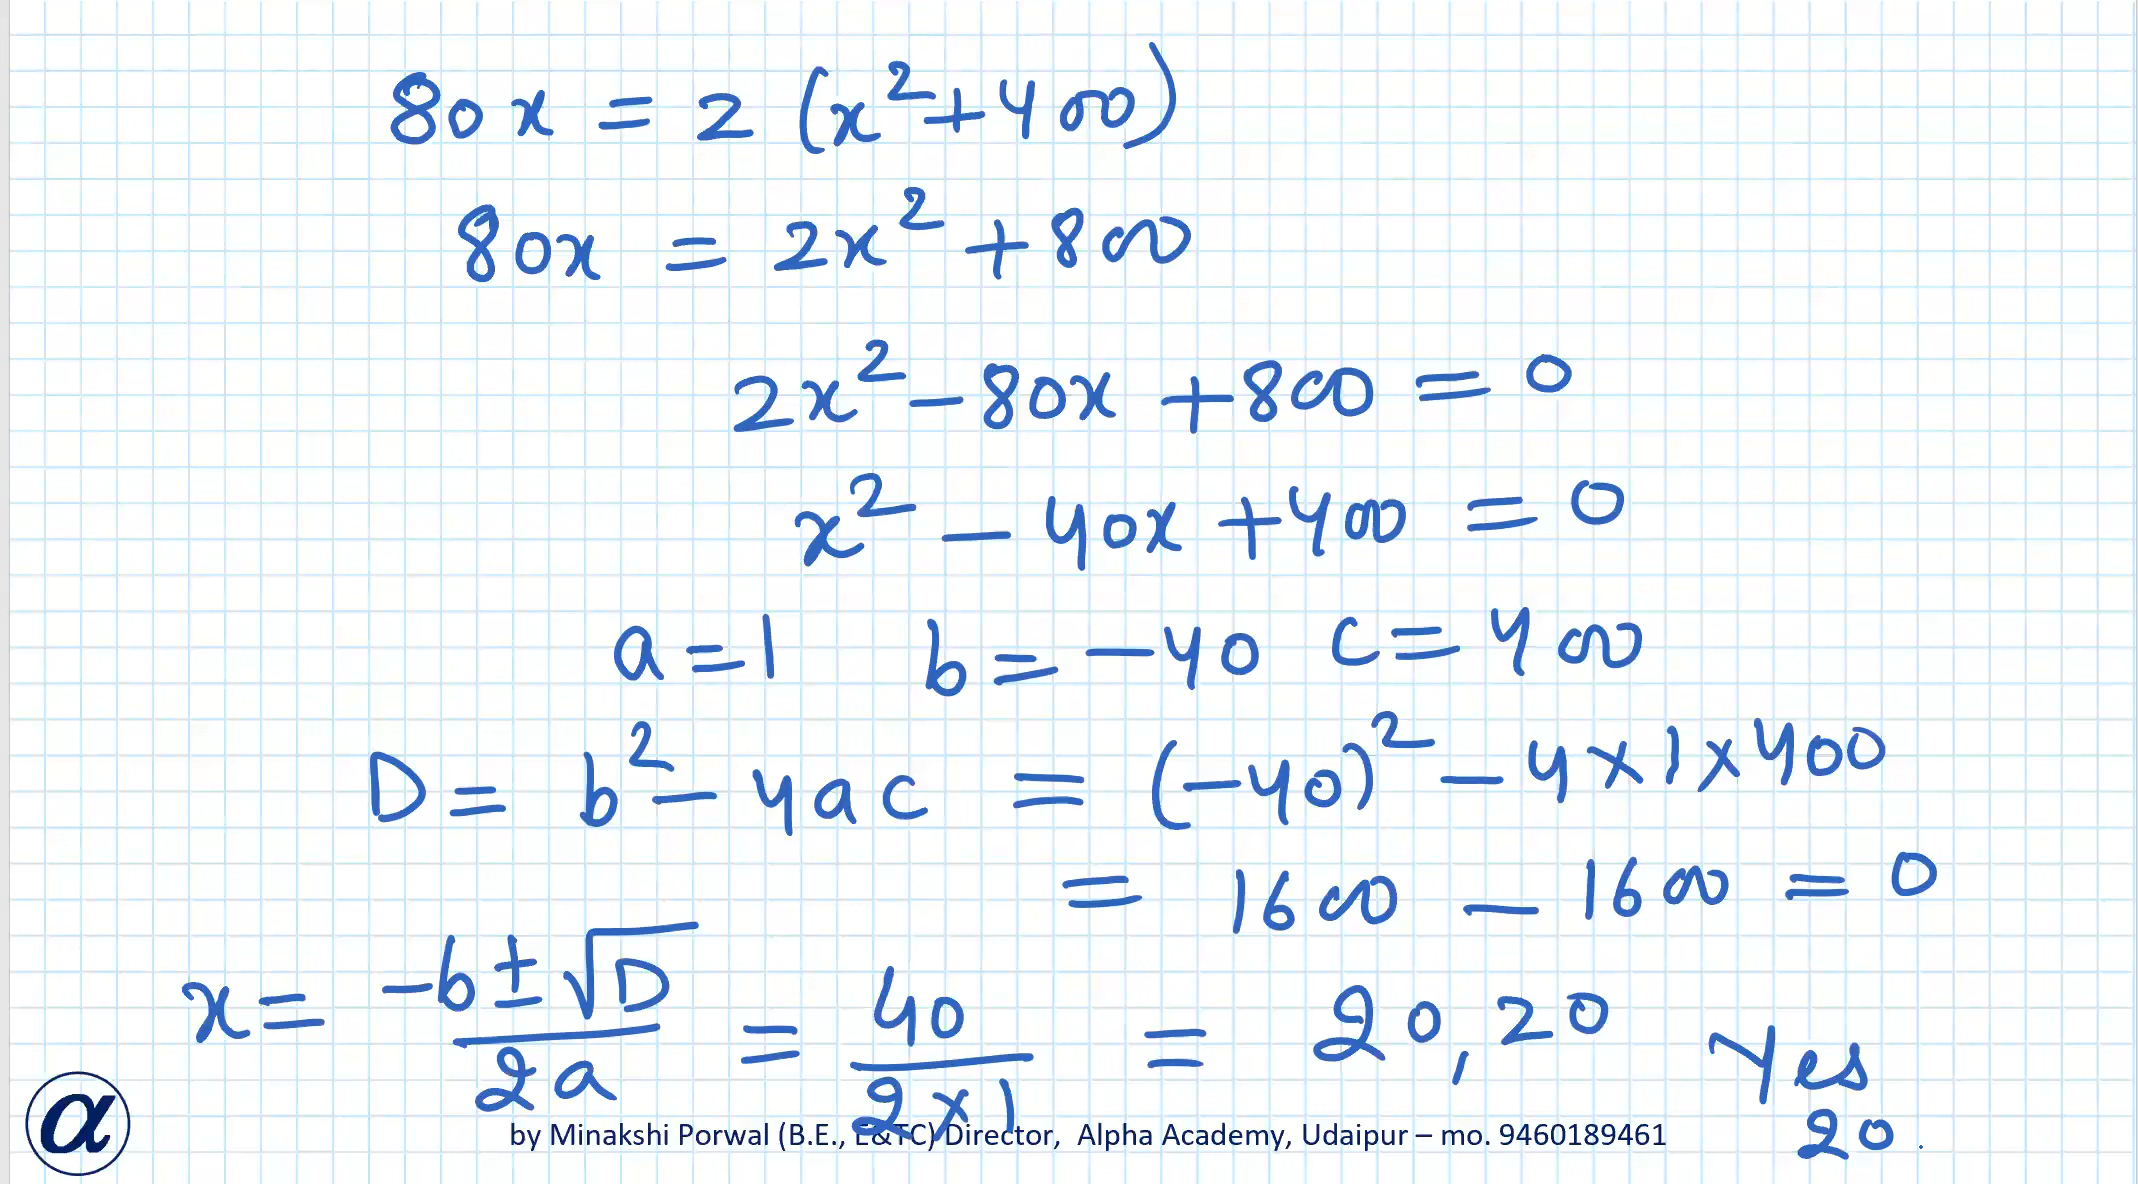 80x = 2 (x²+400)
80x = 2x² +800
2x² – 80x +800 = 0
x² – 40x +400 = 0
a=1 b= –40 c= 400
D= b²– 4ac = (–40)² – 4×1×400
= 1600 – 1600 = 0
x= –b±√D/2a = 40/2×1 = 20, 20 Yes
20
α by Minakshi Porwal (B.E., E&TC) Director, Alpha Academy, Udaipur – mo. 9460189461